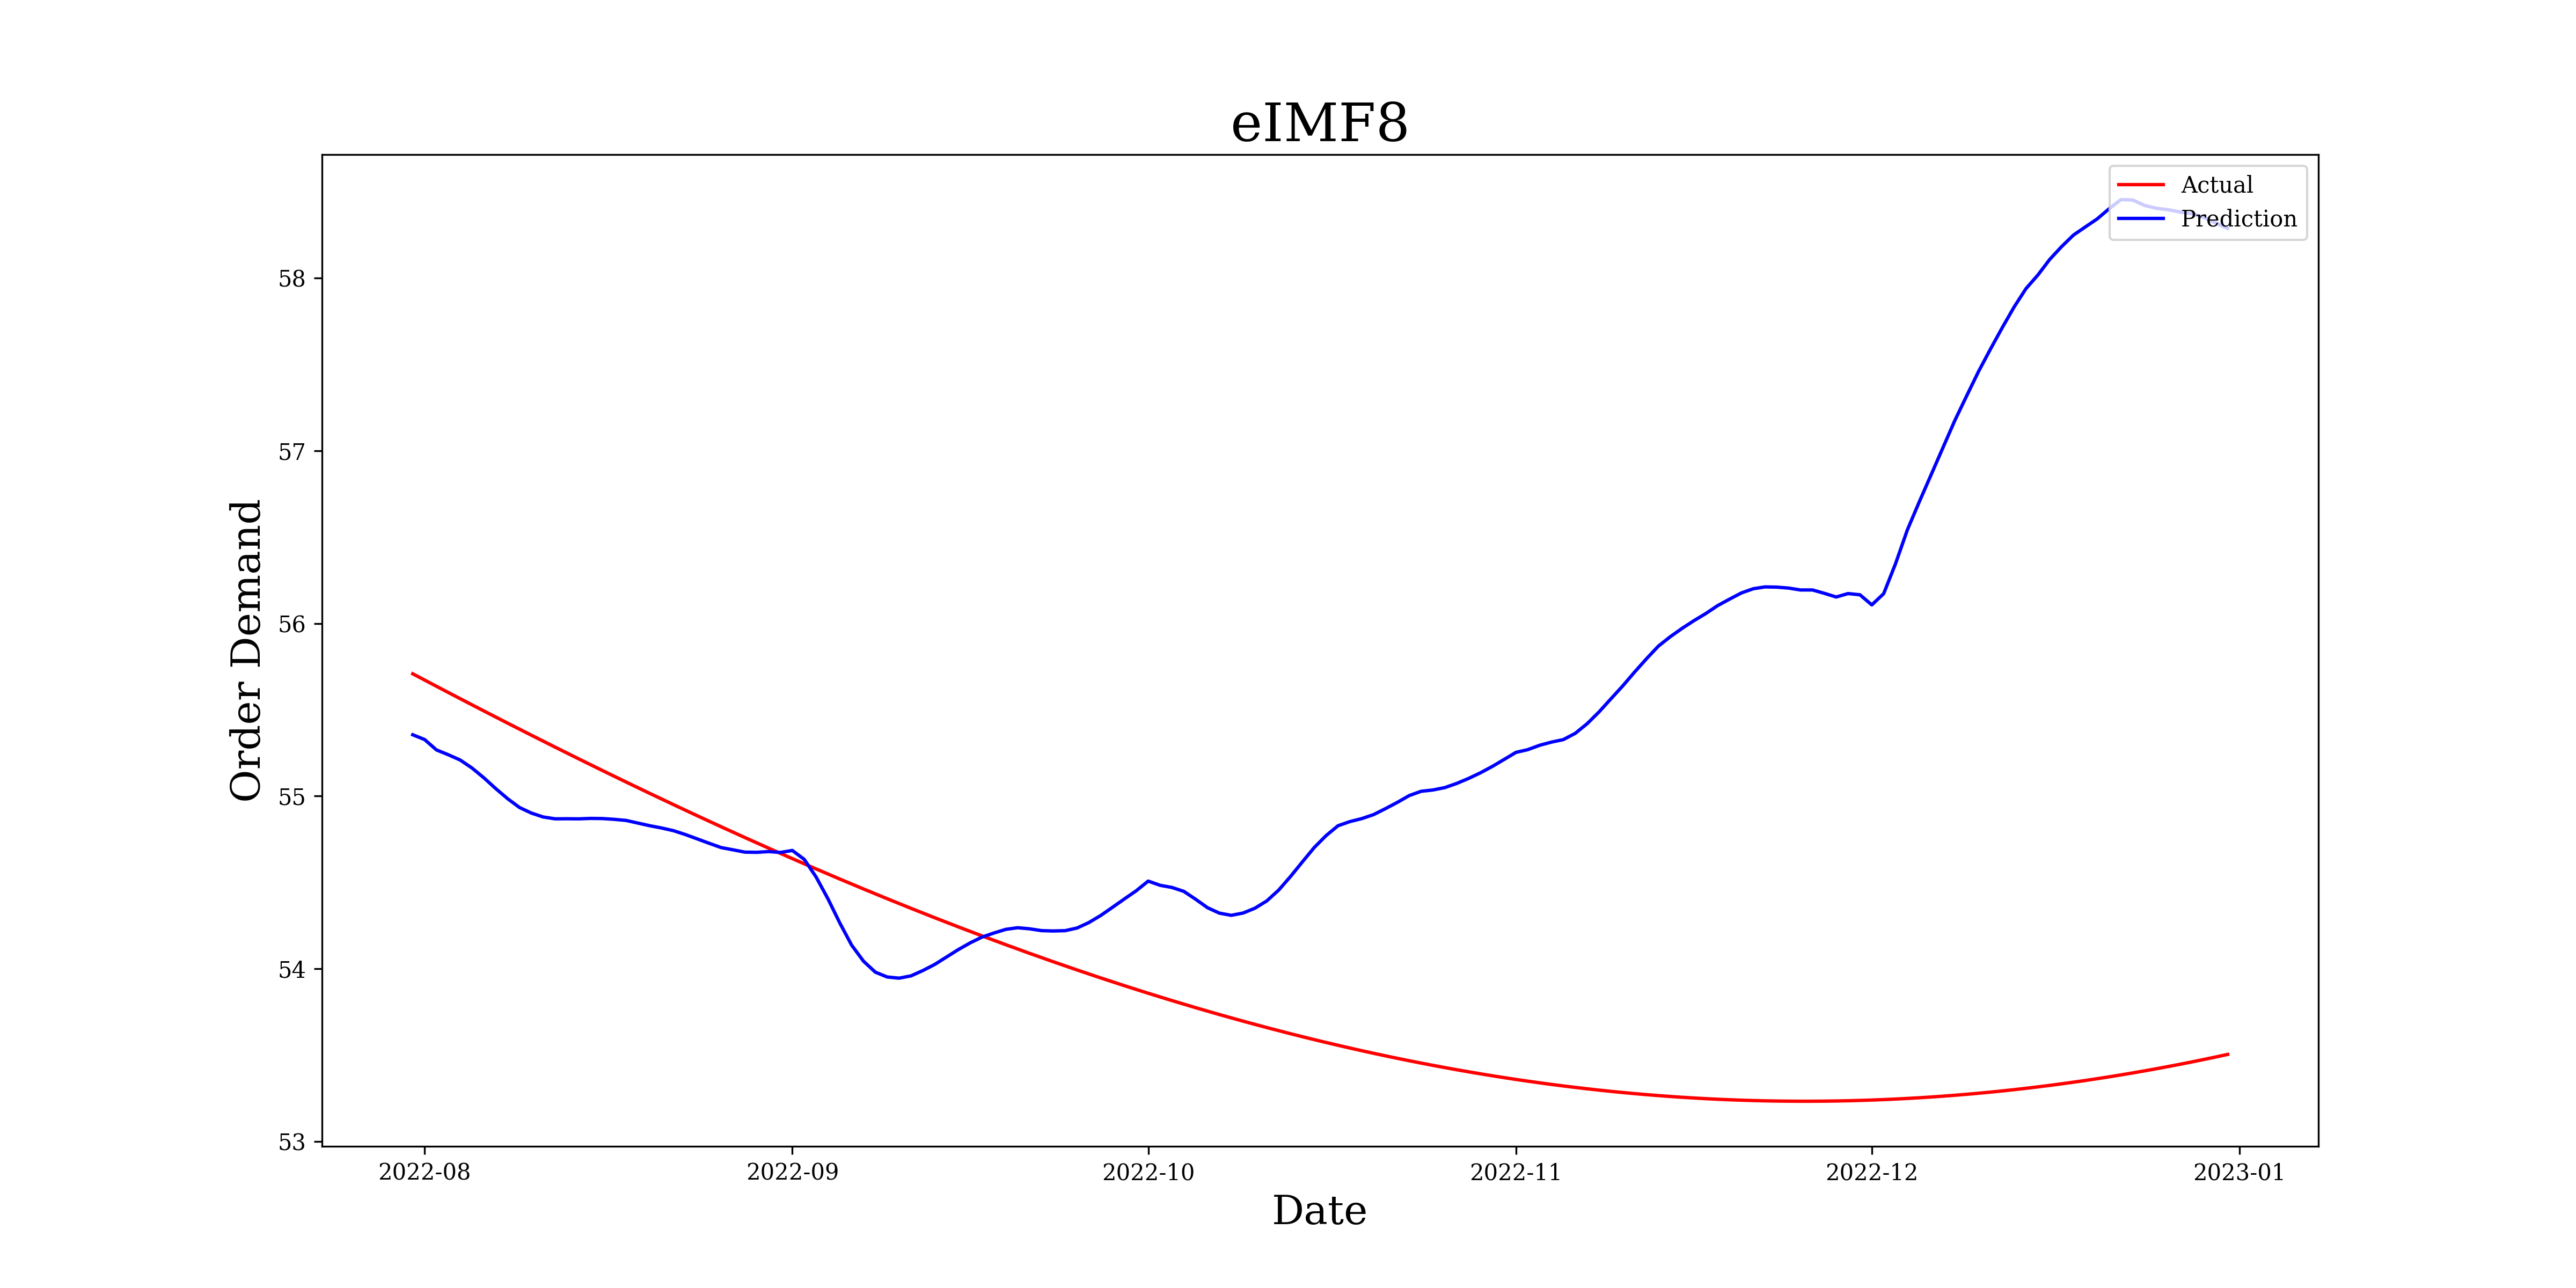 eIMF8
Actual
Prediction
Order Demand
58
57
56
55
54
53
2022-08 2022-09 2022-10 2022-11 2022-12 2023-01
Date